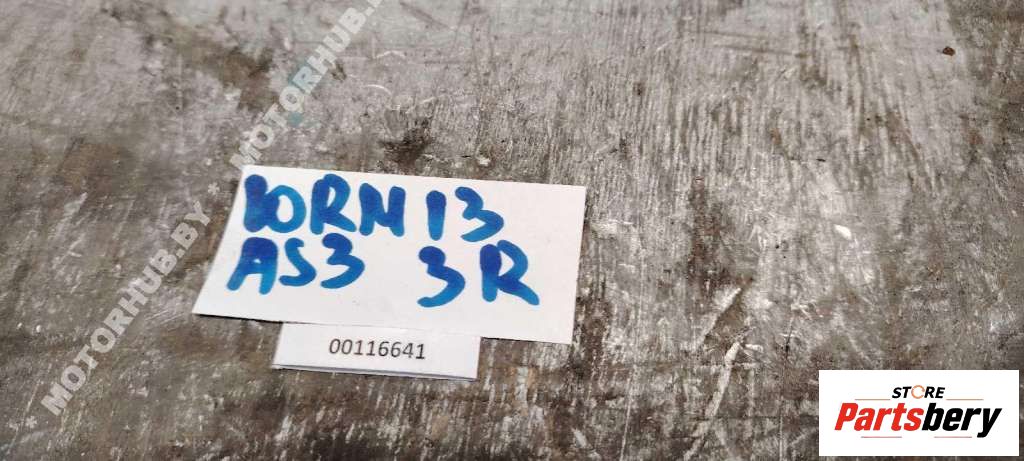 MOTORHUB.BY
MOTORHUB.BY
10RN13
AS3 3R
00116641
STORE
Partsbery